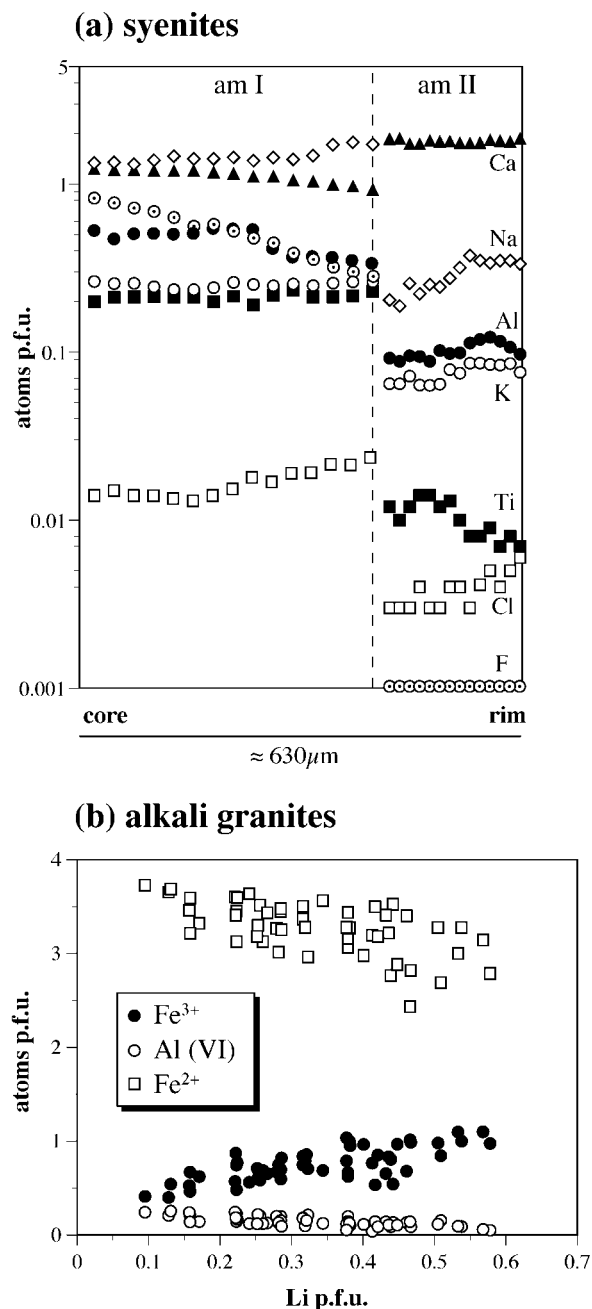 (a) syenites
5
am I
am II
Ca
1
Na
Al
K
0.1
atoms p.f.u.
Ti
0.01
Cl
F
0.001
core
rim
≈ 630μm
(b) alkali granites
4
3
Fe3+
Al (VI)
Fe2+
2
atoms p.f.u.
1
0
0
0.1
0.2
0.3
0.4
0.5
0.6
0.7
Li p.f.u.